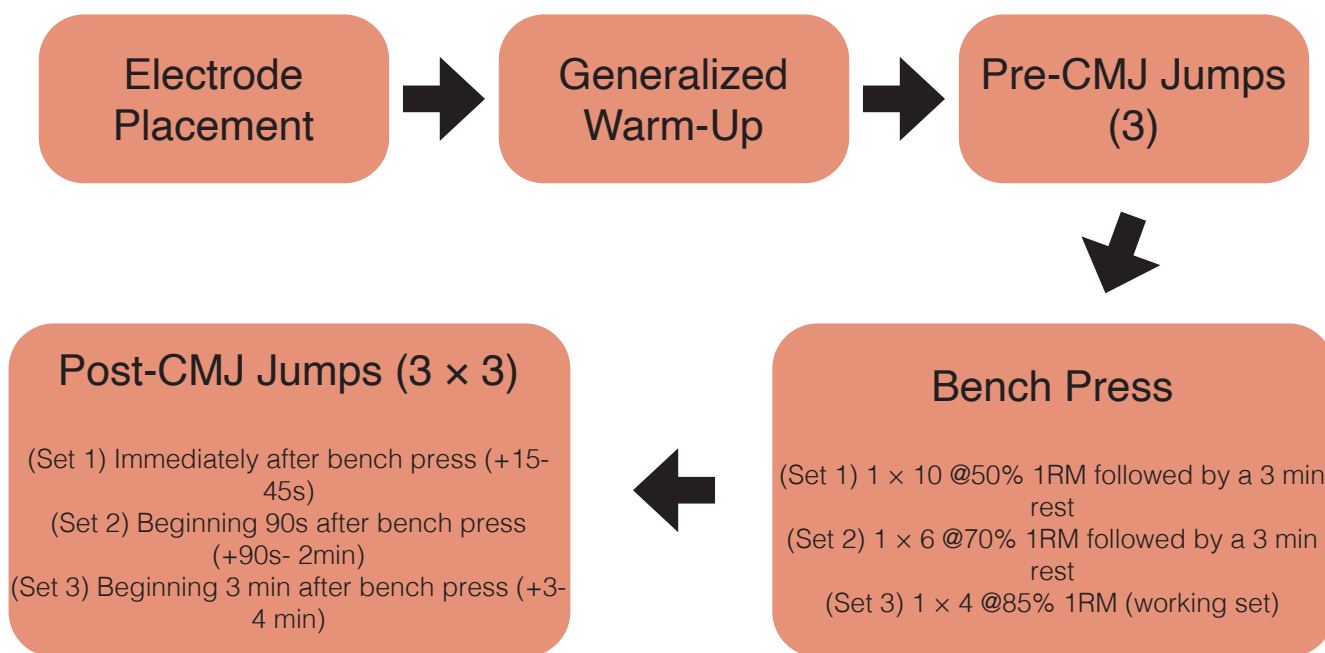 Electrode
Placement
Generalized
Warm-Up
Pre-CMJ Jumps
(3)
Bench Press
(Set 1) 1 × 10 @50% 1RM followed by a 3 min
rest
(Set 2) 1 × 6 @70% 1RM followed by a 3 min
rest
(Set 3) 1 × 4 @85% 1RM (working set)
Post-CMJ Jumps (3 × 3)
(Set 1) Immediately after bench press (+15-
45s)
(Set 2) Beginning 90s after bench press
(+90s- 2min)
(Set 3) Beginning 3 min after bench press (+3-
4 min)